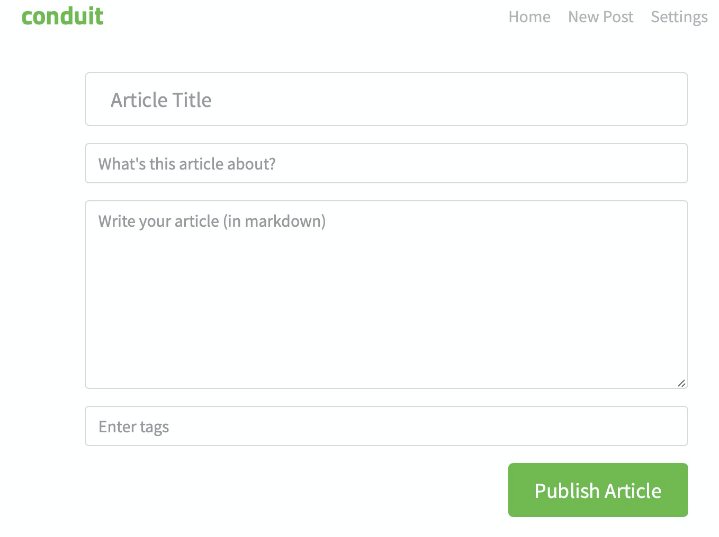 conduit
Home New Post Settings
Article Title
What's this article about?
Write your article (in markdown)
Enter tags
Publish Article